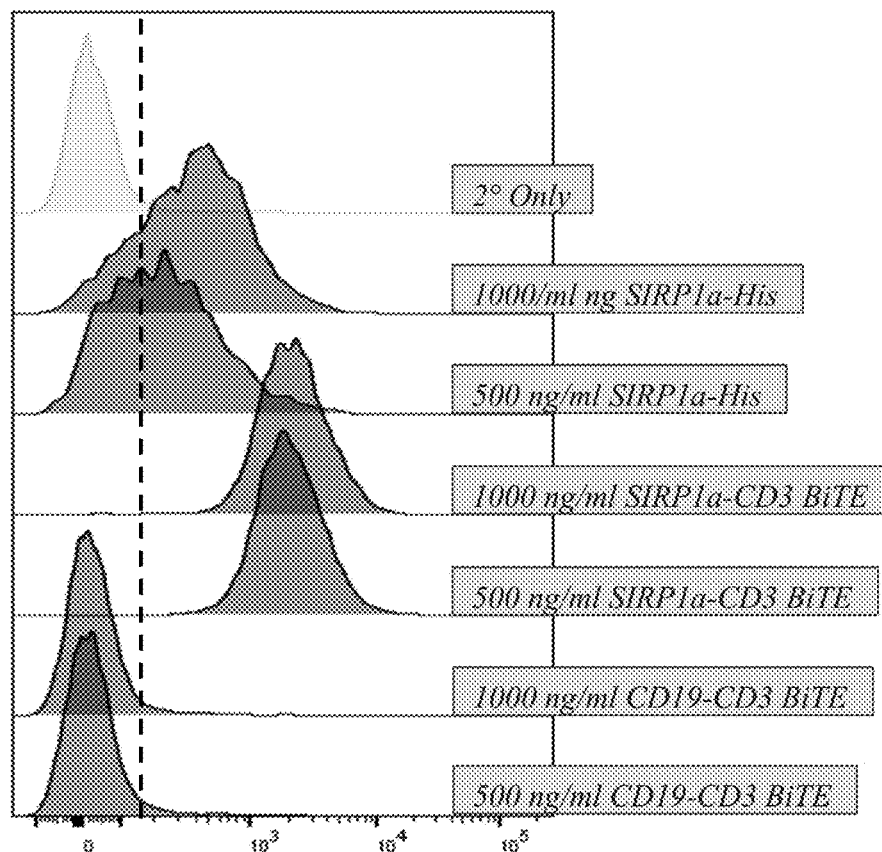 2° Only
1000/ml ng SIRP1a-His
500 ng/ml SIRP1a-His
1000 ng/ml SIRP1a-CD3 BiTE
500 ng/ml SIRP1a-CD3 BiTE
1000 ng/ml CD19-CD3 BiTE
500 ng/ml CD19-CD3 BiTE
0 10³ 10⁴ 10⁵